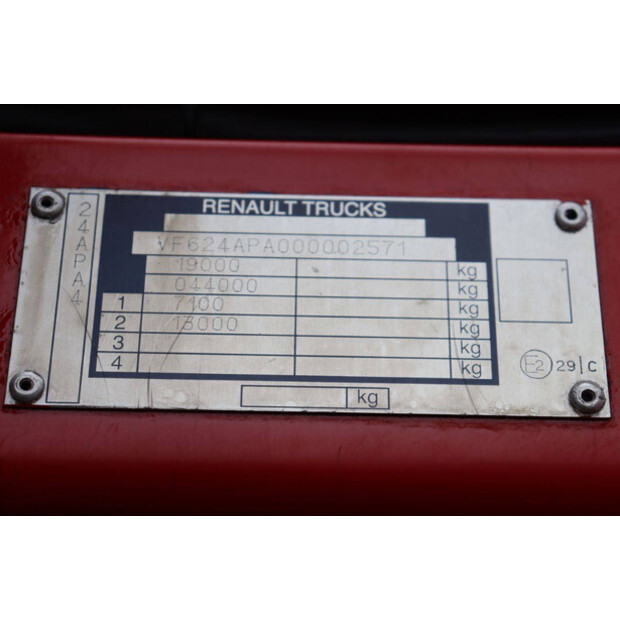 24APA4
RENAULT TRUCKS
VF624APA000002571
19000 kg
044000 kg
1 7100 kg
2 13000 kg
3 kg
4 kg
kg
E2 29|C